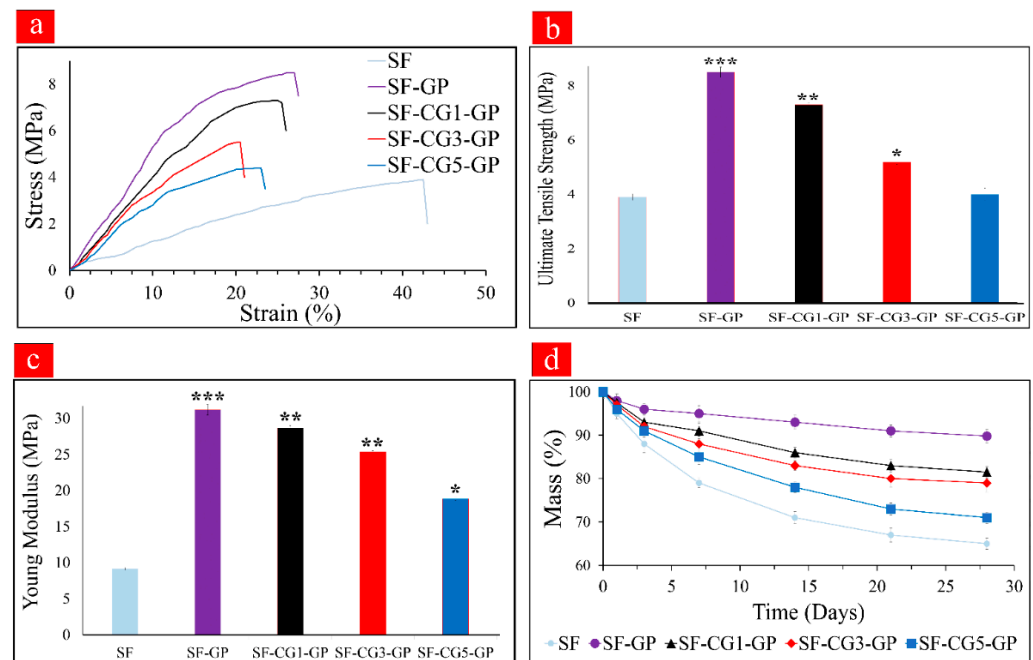 a
SF
SF-GP
SF-CG1-GP
SF-CG3-GP
SF-CG5-GP
Stress (MPa)
8
6
4
2
0
0 10 20 30 40 50
Strain (%)
b
Ultimate Tensile Strength (MPa)
8
6
4
2
0
*** ** *
SF SF-GP SF-CG1-GP SF-CG3-GP SF-CG5-GP
c
Young Modulus (MPa)
30
25
20
15
10
5
0
*** ** ** *
SF SF-GP SF-CG1-GP SF-CG3-GP SF-CG5-GP
d
Mass (%)
100
90
80
70
60
0 5 10 15 20 25 30
Time (Days)
SF SF-GP SF-CG1-GP SF-CG3-GP SF-CG5-GP